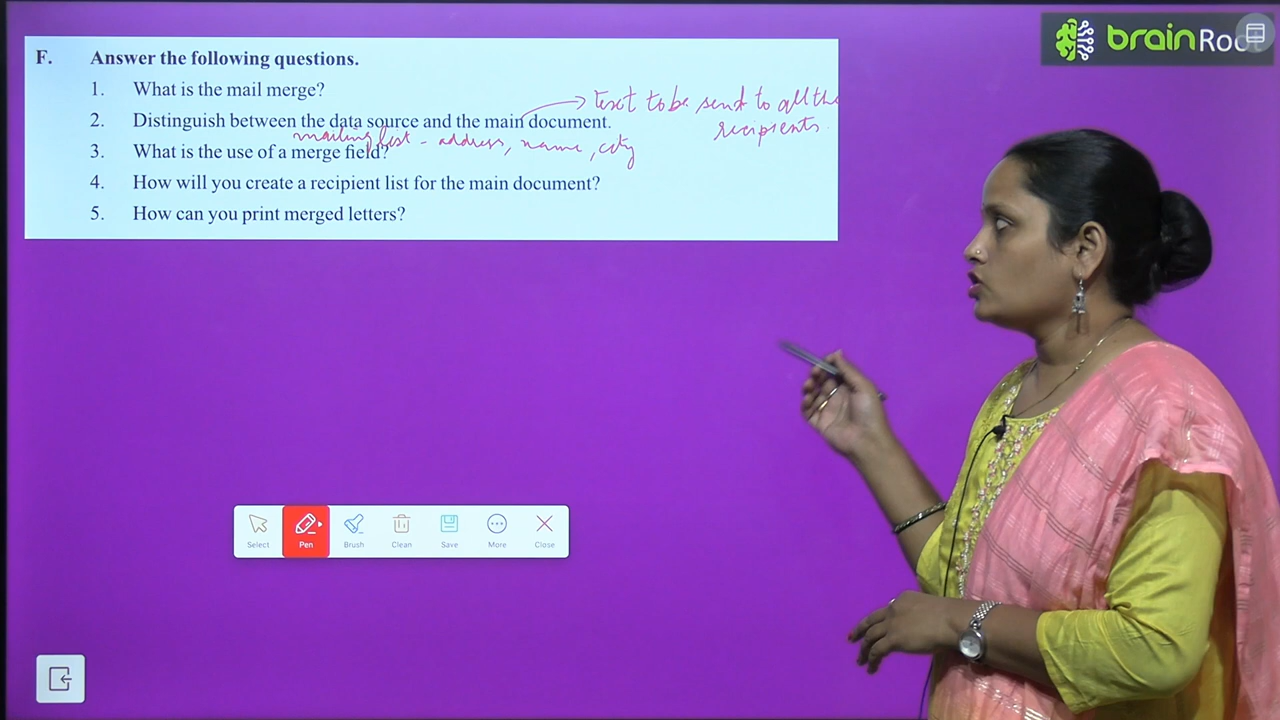 brainRoot
F. Answer the following questions.
1. What is the mail merge?
→ text to be send to all the
recipients.
2. Distinguish between the data source and the main document.
mailing list - address, name, city
3. What is the use of a merge field?
4. How will you create a recipient list for the main document?
5. How can you print merged letters?
Select Pen Brush Clean Save More Close